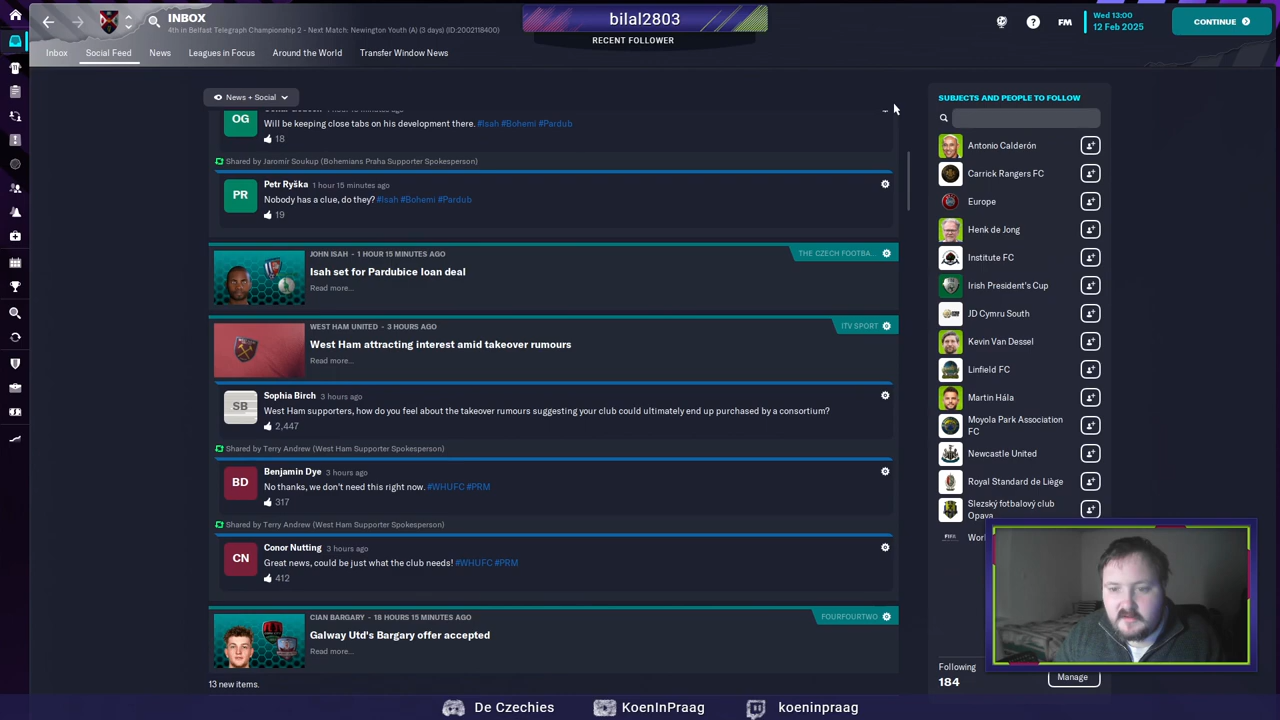 INBOX
4th in Belfast Telegraph Championship 2 - Next Match: Newington Youth (A) (3 days) (ID:2002118400)
bilal2803
RECENT FOLLOWER
FM
Wed 13:00
12 Feb 2025
CONTINUE
Inbox
Social Feed
News
Leagues in Focus
Around the World
Transfer Window News
News + Social
OG
Will be keeping close tabs on his development there. #Isah #Bohemi #Pardub
18
Shared by Jaromír Soukup (Bohemians Praha Supporter Spokesperson)
PR
Petr Ryška 1 hour 15 minutes ago
Nobody has a clue, do they? #Isah #Bohemi #Pardub
19
JOHN ISAH - 1 HOUR 15 MINUTES AGO
THE CZECH FOOTBA...
Isah set for Pardubice loan deal
Read more...
WEST HAM UNITED - 3 HOURS AGO
ITV SPORT
West Ham attracting interest amid takeover rumours
Read more...
SB
Sophia Birch 3 hours ago
West Ham supporters, how do you feel about the takeover rumours suggesting your club could ultimately end up purchased by a consortium?
2,447
Shared by Terry Andrew (West Ham Supporter Spokesperson)
BD
Benjamin Dye 3 hours ago
No thanks, we don't need this right now. #WHUFC #PRM
317
Shared by Terry Andrew (West Ham Supporter Spokesperson)
CN
Conor Nutting 3 hours ago
Great news, could be just what the club needs! #WHUFC #PRM
412
CIAN BARGARY - 18 HOURS 15 MINUTES AGO
FOURFOURTWO
Galway Utd's Bargary offer accepted
Read more...
13 new items.
SUBJECTS AND PEOPLE TO FOLLOW
Antonio Calderón
Carrick Rangers FC
Europe
Henk de Jong
Institute FC
Irish President's Cup
JD Cymru South
Kevin Van Dessel
Linfield FC
Martin Hála
Moyola Park Association
FC
Newcastle United
Royal Standard de Liège
Slezský fotbalový club
Opava
Following
184
Manage
De Czechies
KoenInPraag
koeninpraag